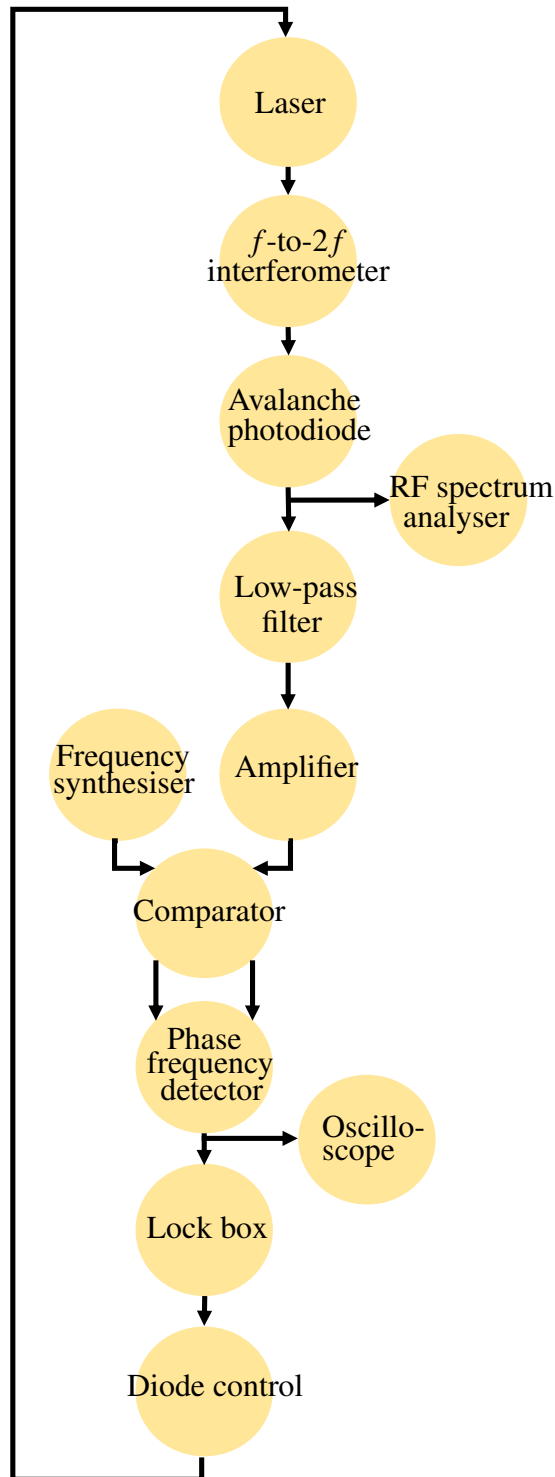 Laser
f-to-2f
interferometer
Avalanche
photodiode
RF spectrum
analyser
Low-pass
filter
Frequency
synthesiser
Amplifier
Comparator
Phase
frequency
detector
Oscillo-
scope
Lock box
Diode control